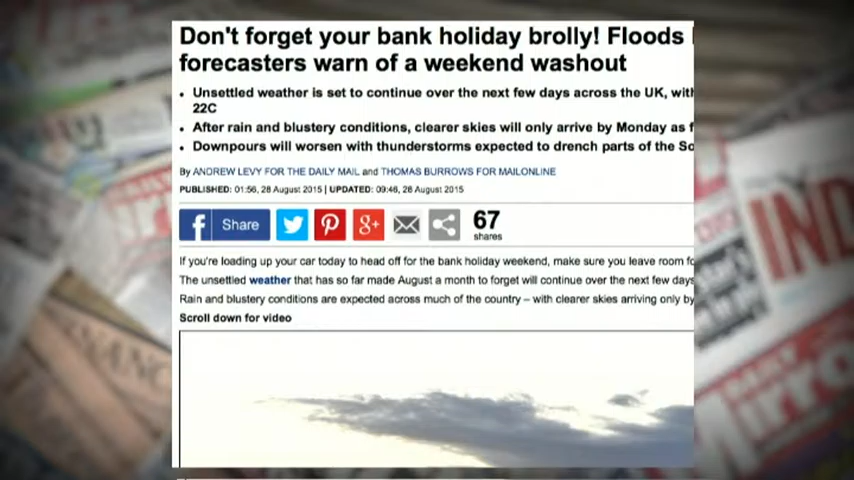 Don't forget your bank holiday brolly! Floods
forecasters warn of a weekend washout
• Unsettled weather is set to continue over the next few days across the UK, with
22C
• After rain and blustery conditions, clearer skies will only arrive by Monday as f
• Downpours will worsen with thunderstorms expected to drench parts of the So
By ANDREW LEVY FOR THE DAILY MAIL and THOMAS BURROWS FOR MAILONLINE
PUBLISHED: 01:56, 28 August 2015 | UPDATED: 09:46, 28 August 2015
f Share
g+
67
shares
If you're loading up your car today to head off for the bank holiday weekend, make sure you leave room fo
The unsettled weather that has so far made August a month to forget will continue over the next few days
Rain and blustery conditions are expected across much of the country – with clearer skies arriving only by
Scroll down for video
IND
DAILY
Mirror